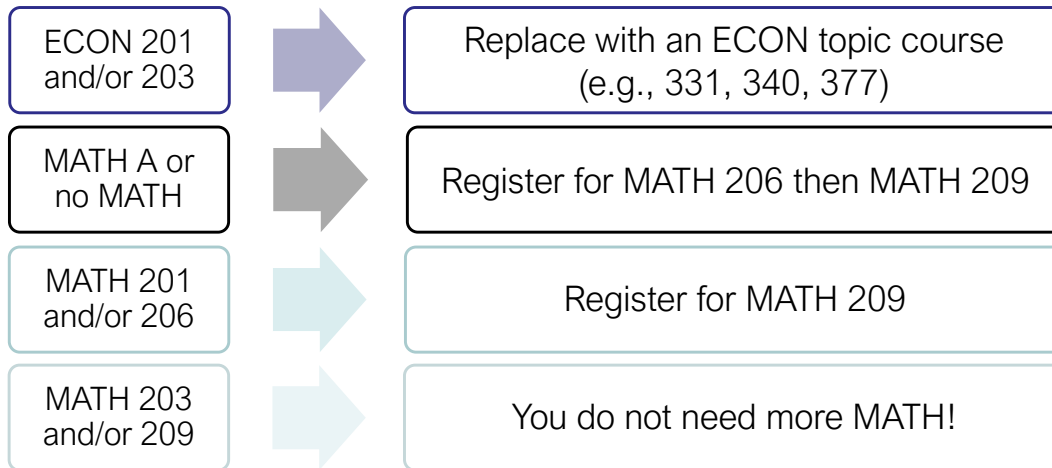 ECON 201
and/or 203
Replace with an ECON topic course
(e.g., 331, 340, 377)
MATH A or
no MATH
Register for MATH 206 then MATH 209
MATH 201
and/or 206
Register for MATH 209
MATH 203
and/or 209
You do not need more MATH!